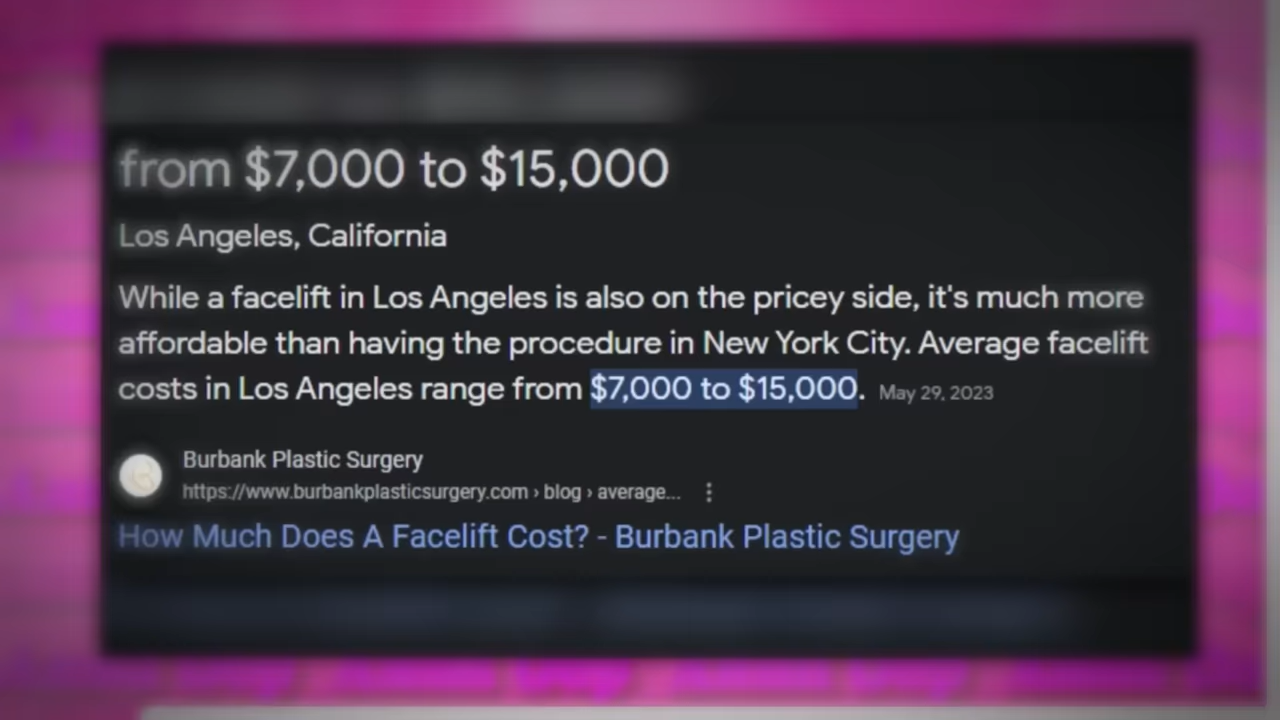 from $7,000 to $15,000
Los Angeles, California
While a facelift in Los Angeles is also on the pricey side, it's much more
affordable than having the procedure in New York City. Average facelift
costs in Los Angeles range from $7,000 to $15,000. May 29, 2023
Burbank Plastic Surgery
https://www.burbankplasticsurgery.com › blog › average...
How Much Does A Facelift Cost? - Burbank Plastic Surgery